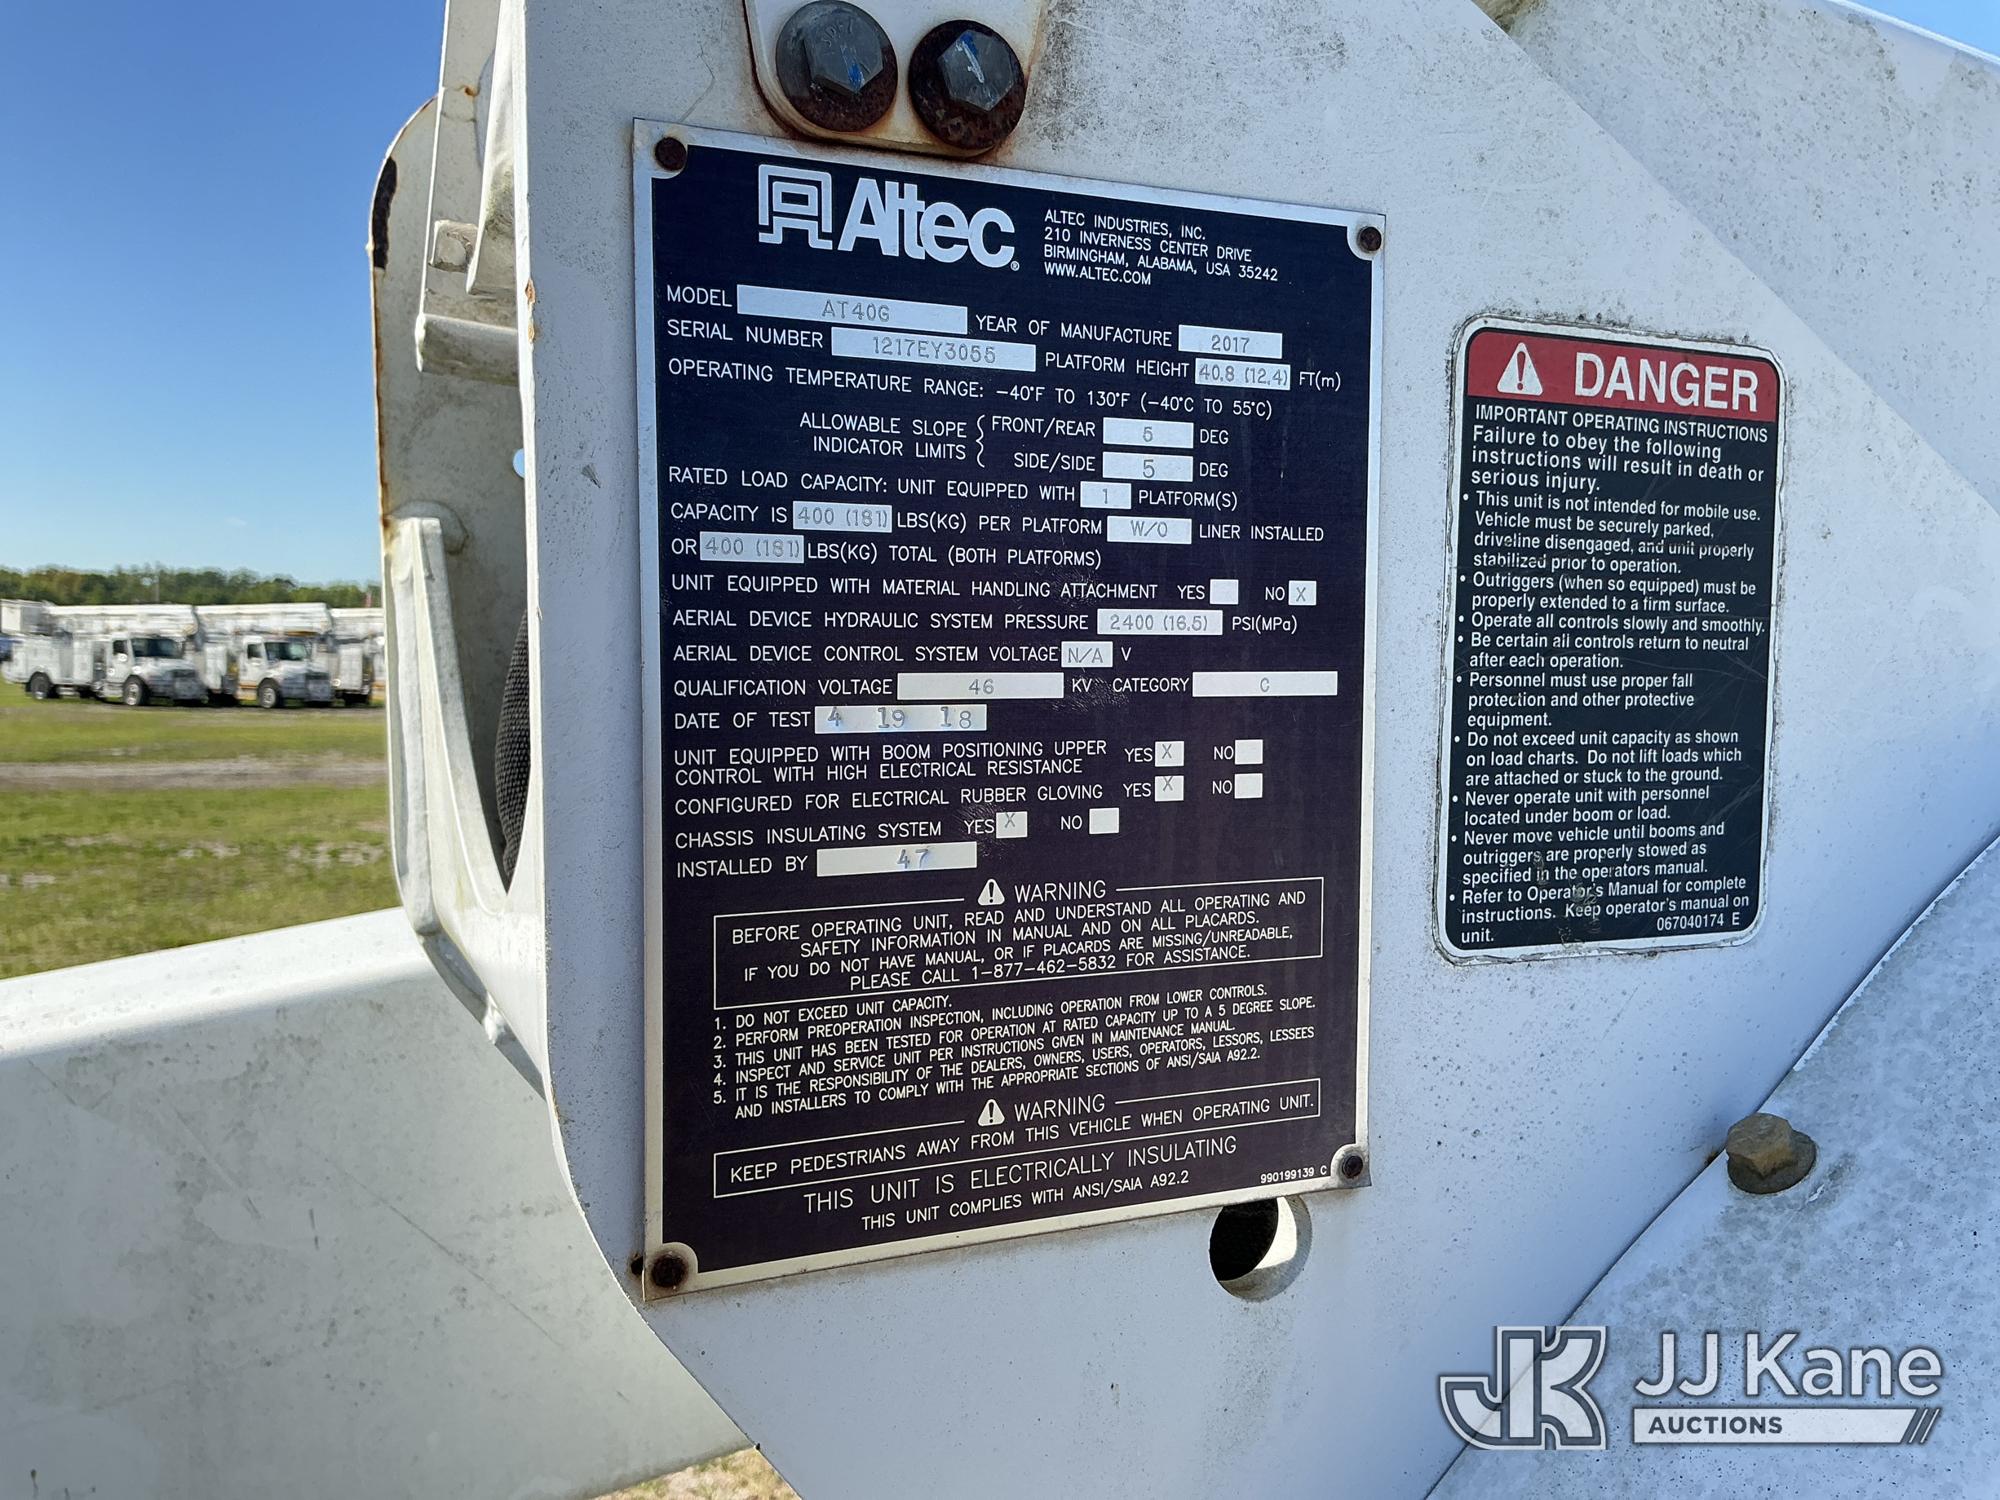 Altec®
ALTEC INDUSTRIES, INC.
210 INVERNESS CENTER DRIVE
BIRMINGHAM, ALABAMA, USA 35242
WWW.ALTEC.COM
MODEL AT40G YEAR OF MANUFACTURE 2017
SERIAL NUMBER 1217EY3055 PLATFORM HEIGHT 40.8 (12.4) FT(m)
OPERATING TEMPERATURE RANGE: -40°F TO 130°F (-40°C TO 55°C)
ALLOWABLE SLOPE { FRONT/REAR 5 DEG
INDICATOR LIMITS { SIDE/SIDE 5 DEG
RATED LOAD CAPACITY: UNIT EQUIPPED WITH 1 PLATFORM(S)
CAPACITY IS 400 (181) LBS(KG) PER PLATFORM W/O LINER INSTALLED
OR 400 (181) LBS(KG) TOTAL (BOTH PLATFORMS)
UNIT EQUIPPED WITH MATERIAL HANDLING ATTACHMENT YES NO X
AERIAL DEVICE HYDRAULIC SYSTEM PRESSURE 2400 (16.5) PSI(MPa)
AERIAL DEVICE CONTROL SYSTEM VOLTAGE N/A V
QUALIFICATION VOLTAGE 46 KV CATEGORY C
DATE OF TEST 4 19 18
UNIT EQUIPPED WITH BOOM POSITIONING UPPER YES X NO
CONTROL WITH HIGH ELECTRICAL RESISTANCE
CONFIGURED FOR ELECTRICAL RUBBER GLOVING YES X NO
CHASSIS INSULATING SYSTEM YES X NO
INSTALLED BY 47
WARNING
BEFORE OPERATING UNIT, READ AND UNDERSTAND ALL OPERATING AND
SAFETY INFORMATION IN MANUAL AND ON ALL PLACARDS.
IF YOU DO NOT HAVE MANUAL, OR IF PLACARDS ARE MISSING/UNREADABLE,
PLEASE CALL 1-877-462-5832 FOR ASSISTANCE.
1. DO NOT EXCEED UNIT CAPACITY.
2. PERFORM PREOPERATION INSPECTION, INCLUDING OPERATION FROM LOWER CONTROLS.
3. THIS UNIT HAS BEEN TESTED FOR OPERATION AT RATED CAPACITY UP TO A 5 DEGREE SLOPE.
4. INSPECT AND SERVICE UNIT PER INSTRUCTIONS GIVEN IN MAINTENANCE MANUAL.
5. IT IS THE RESPONSIBILITY OF THE DEALERS, OWNERS, USERS, OPERATORS, LESSORS, LESSEES
AND INSTALLERS TO COMPLY WITH THE APPROPRIATE SECTIONS OF ANSI/SAIA A92.2.
WARNING
KEEP PEDESTRIANS AWAY FROM THIS VEHICLE WHEN OPERATING UNIT.
THIS UNIT IS ELECTRICALLY INSULATING
THIS UNIT COMPLIES WITH ANSI/SAIA A92.2
990199139 C
DANGER
IMPORTANT OPERATING INSTRUCTIONS
Failure to obey the following
instructions will result in death or
serious injury.
• This unit is not intended for mobile use.
Vehicle must be securely parked,
driveline disengaged, and unit properly
stabilized prior to operation.
• Outriggers (when so equipped) must be
properly extended to a firm surface.
• Operate all controls slowly and smoothly.
• Be certain all controls return to neutral
after each operation.
• Personnel must use proper fall
protection and other protective
equipment.
• Do not exceed unit capacity as shown
on load charts. Do not lift loads which
are attached or stuck to the ground.
• Never operate unit with personnel
located under boom or load.
• Never move vehicle until booms and
outriggers are properly stowed as
specified in the operators manual.
• Refer to Operator's Manual for complete
instructions. Keep operator's manual on
unit.
067040174 E
JK JJ Kane
AUCTIONS